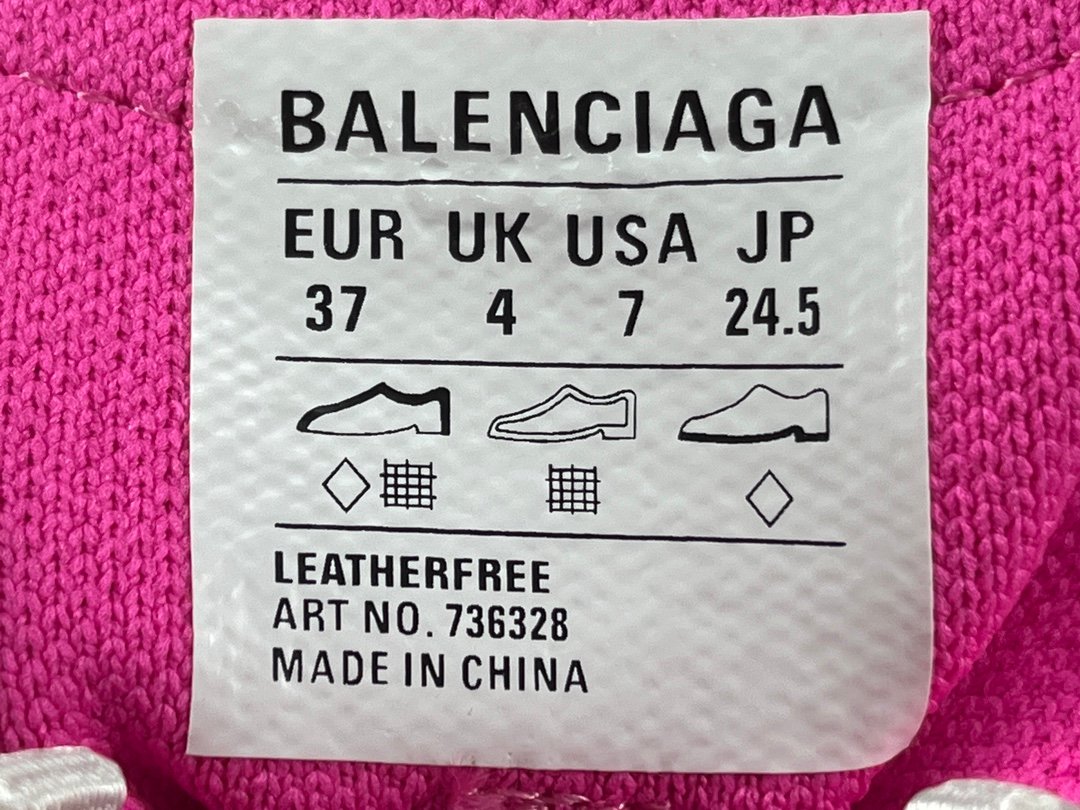 BALENCIAGA
EUR UK USA JP
37 4 7 24.5
LEATHERFREE
ART NO. 736328
MADE IN CHINA